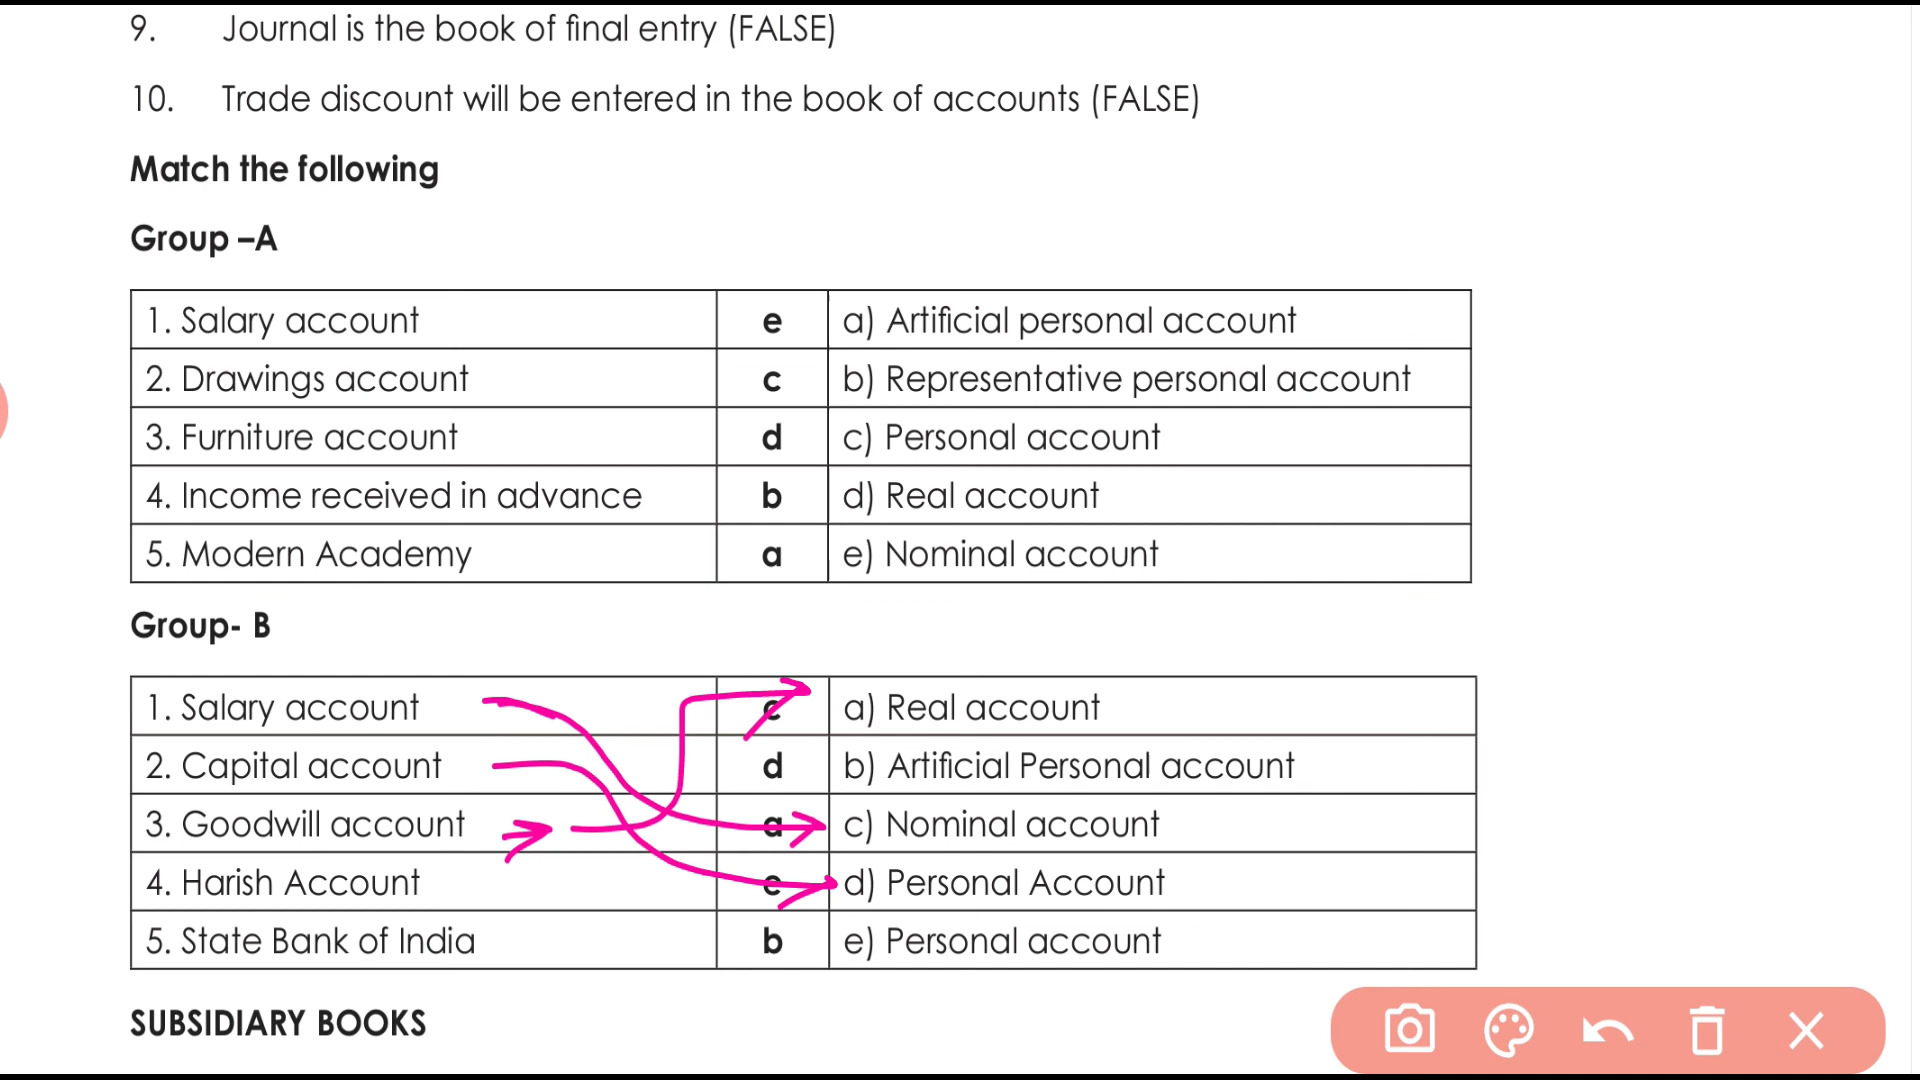 9. Journal is the book of final entry (FALSE)
10. Trade discount will be entered in the book of accounts (FALSE)
Match the following
Group –A
1. Salary account e a) Artificial personal account
2. Drawings account c b) Representative personal account
3. Furniture account d c) Personal account
4. Income received in advance b d) Real account
5. Modern Academy a e) Nominal account
Group- B
1. Salary account c a) Real account
2. Capital account d b) Artificial Personal account
3. Goodwill account a c) Nominal account
4. Harish Account e d) Personal Account
5. State Bank of India b e) Personal account
SUBSIDIARY BOOKS